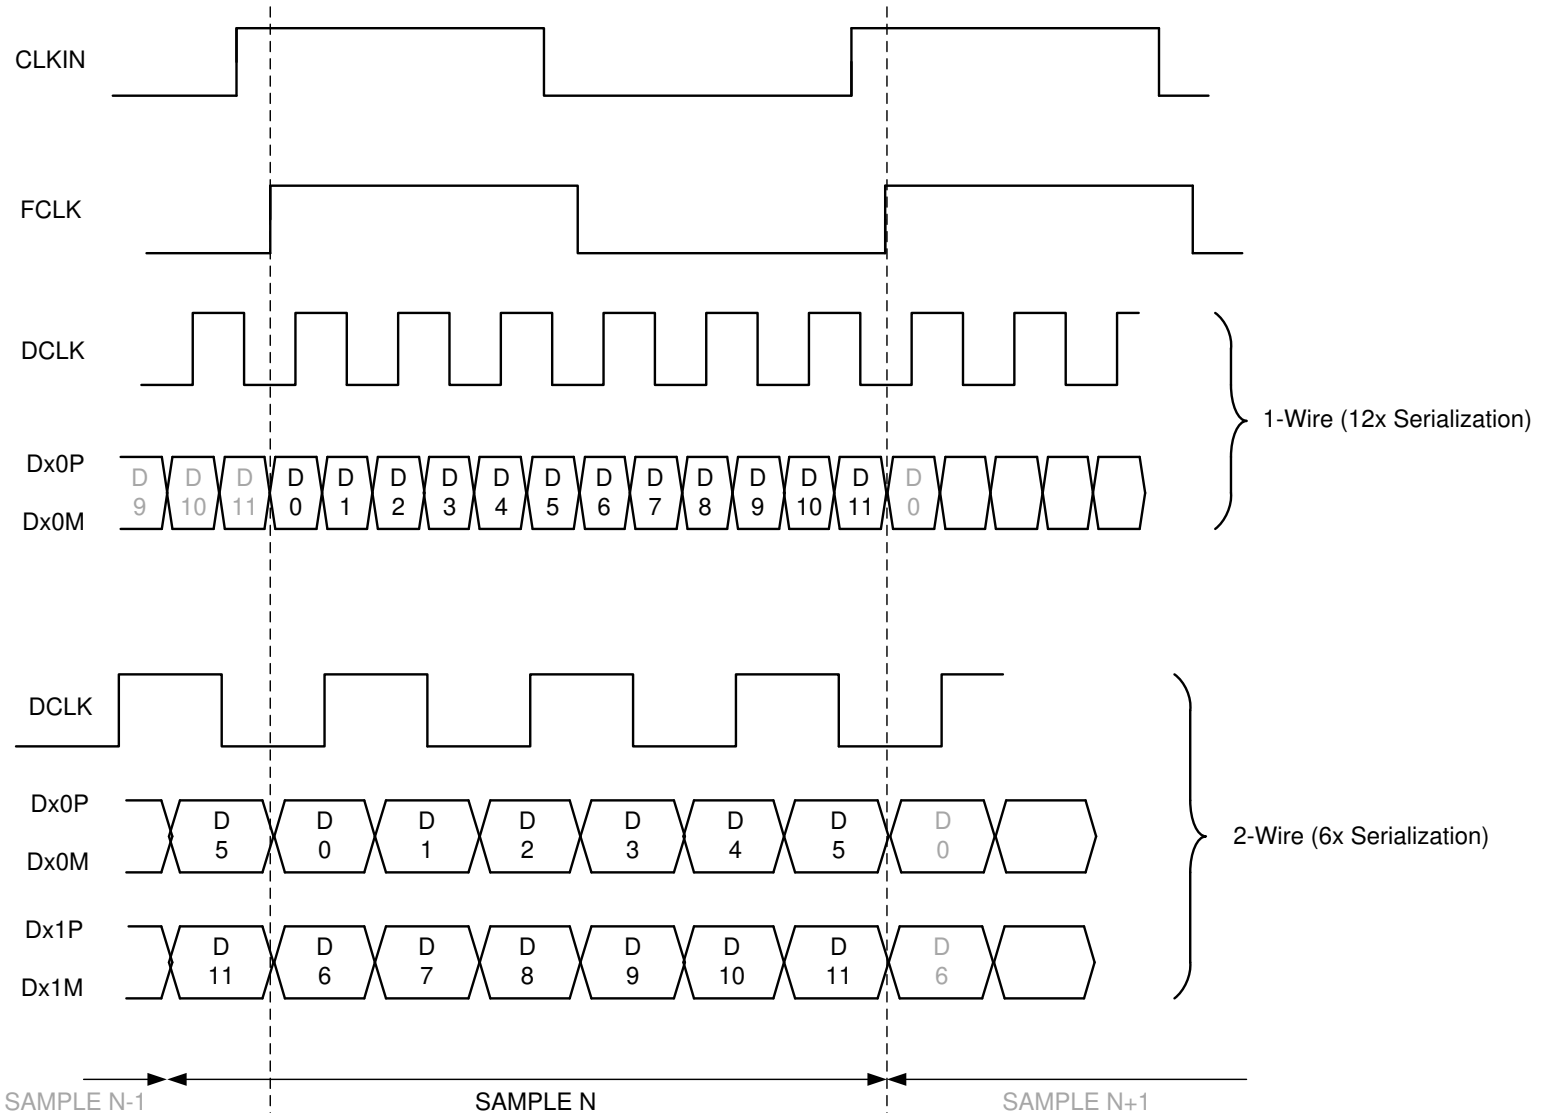 CLKIN
FCLK
DCLK
1-Wire (12x Serialization)
Dx0P
D D D D D D D D D D D D D D D D
9 10 11 0 1 2 3 4 5 6 7 8 9 10 11 0
Dx0M
DCLK
Dx0P
D D D D D D D D
5 0 1 2 3 4 5 0
Dx0M
2-Wire (6x Serialization)
Dx1P
D D D D D D D D
11 6 7 8 9 10 11 6
Dx1M
SAMPLE N-1 SAMPLE N SAMPLE N+1